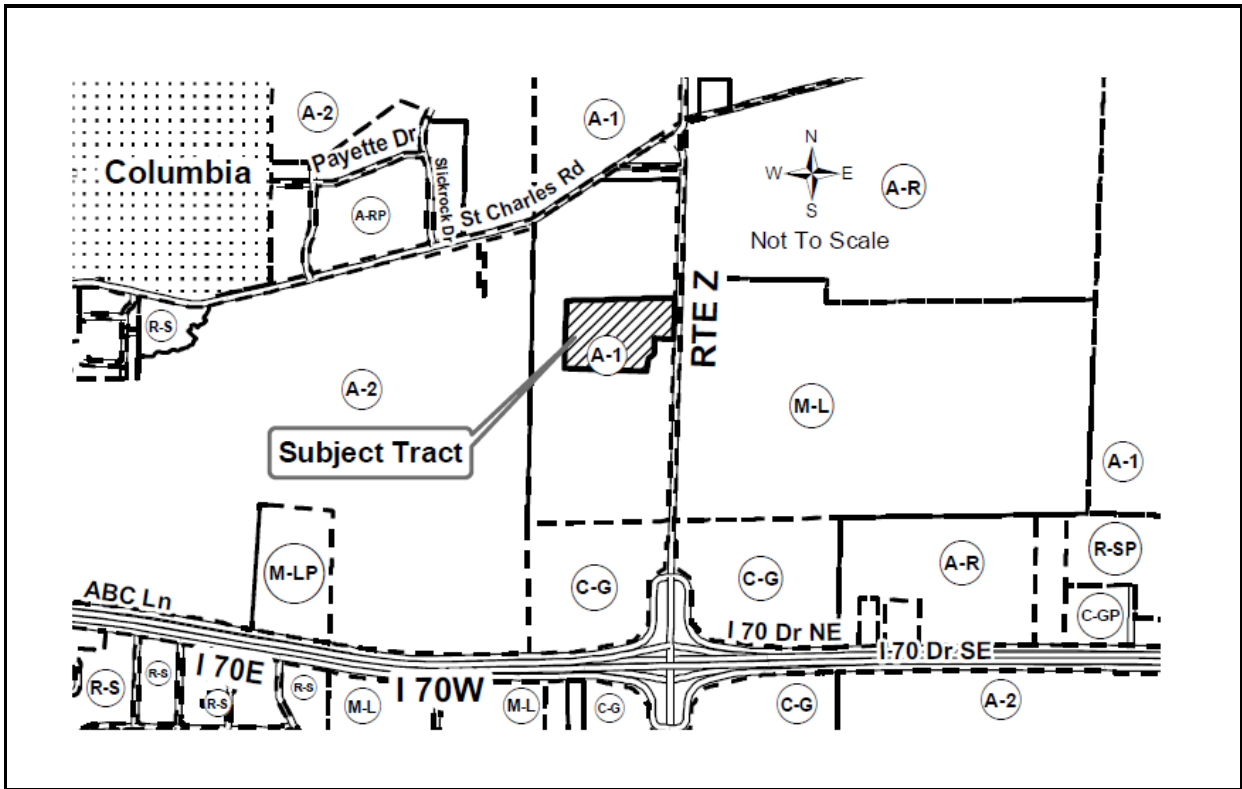 A-2
A-1
Payette Dr
N
Columbia
Slickrock Dr
W
E
A-R
A-RP
St Charles Rd
S
Not To Scale
RTE Z
R-S
A-1
A-2
M-L
Subject Tract
A-1
R-SP
A-R
M-LP
C-G
C-G
ABC Ln
C-GP
I 70 Dr NE
I 70 Dr SE
I 70E
R-S
R-S
R-S
R-S
I 70W
M-L
M-L
C-G
C-G
A-2